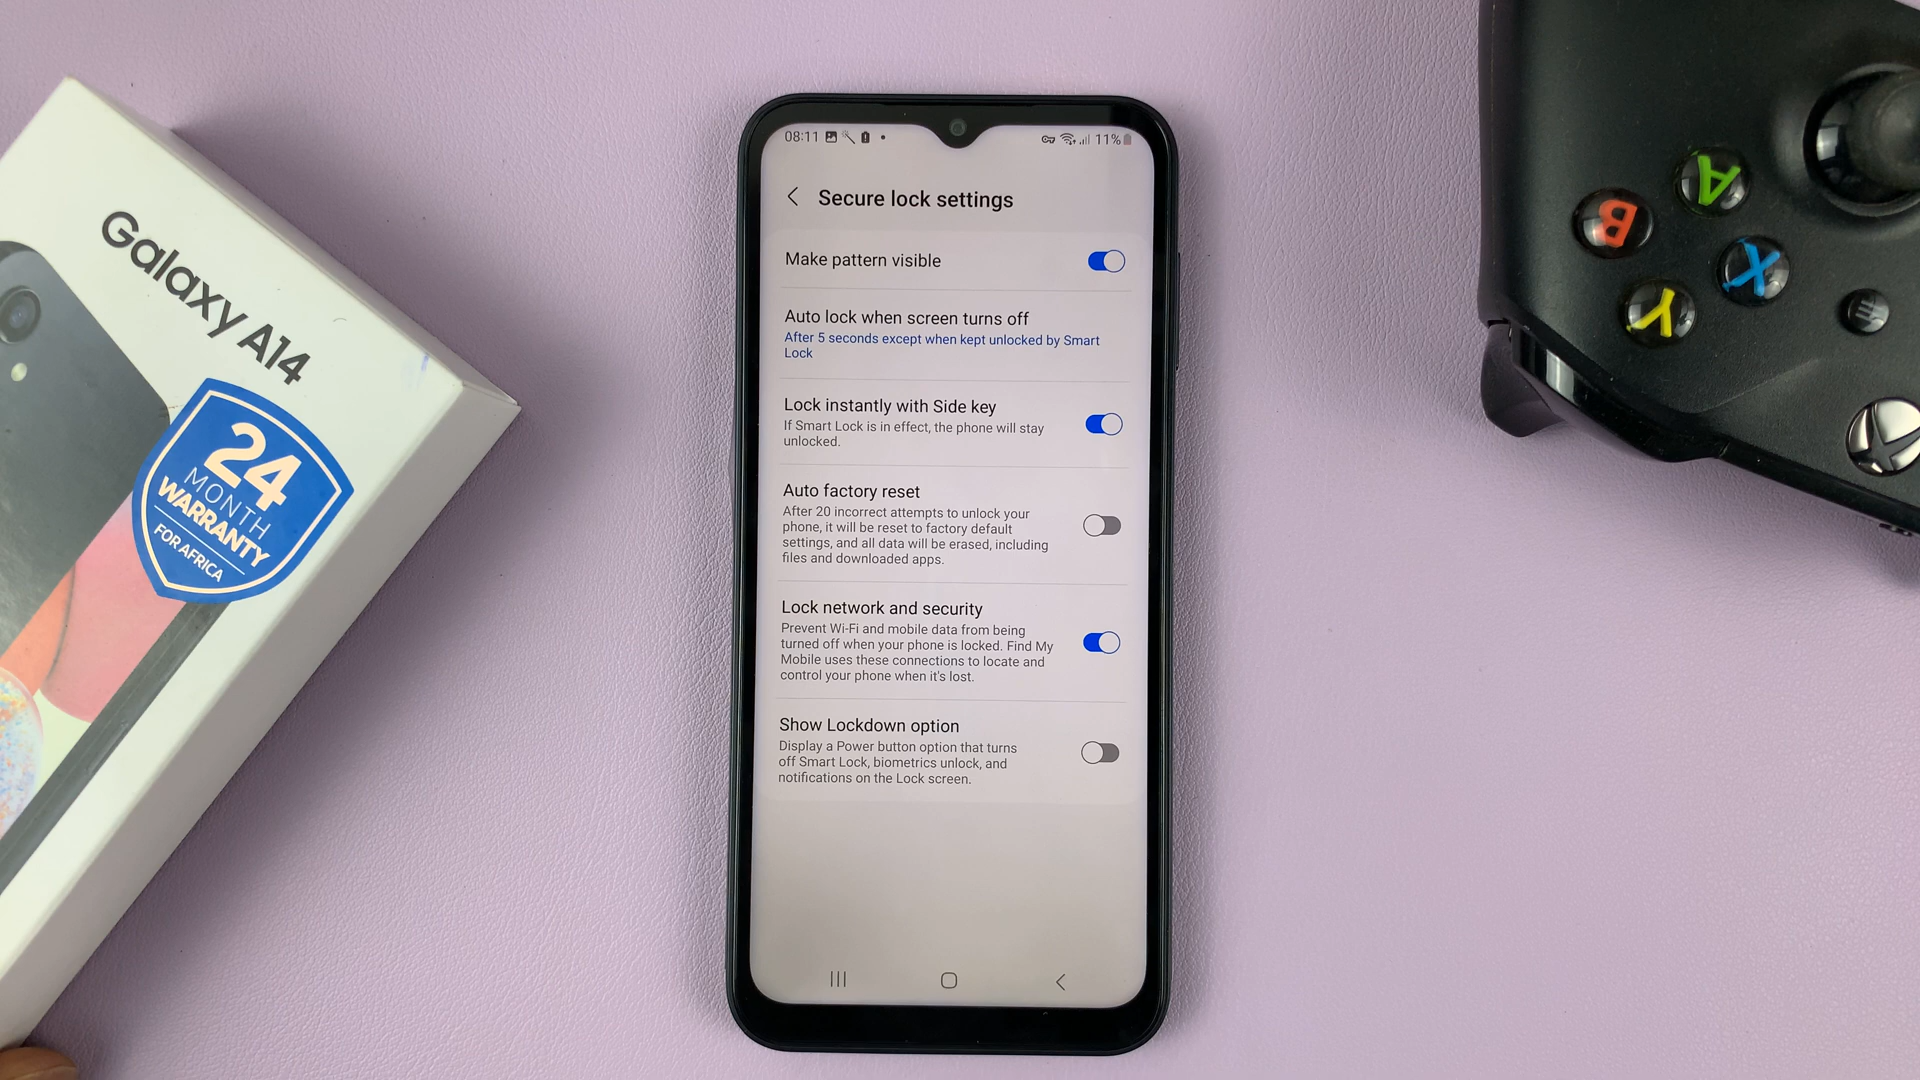 Galaxy A14
24
MONTH
WARRANTY
FOR AFRICA
08:11
11%
Secure lock settings
Make pattern visible
Auto lock when screen turns off
After 5 seconds except when kept unlocked by Smart
Lock
Lock instantly with Side key
If Smart Lock is in effect, the phone will stay
unlocked.
Auto factory reset
After 20 incorrect attempts to unlock your
phone, it will be reset to factory default
settings, and all data will be erased, including
files and downloaded apps.
Lock network and security
Prevent Wi-Fi and mobile data from being
turned off when your phone is locked. Find My
Mobile uses these connections to locate and
control your phone when it's lost.
Show Lockdown option
Display a Power button option that turns
off Smart Lock, biometrics unlock, and
notifications on the Lock screen.
A
B
X
Y